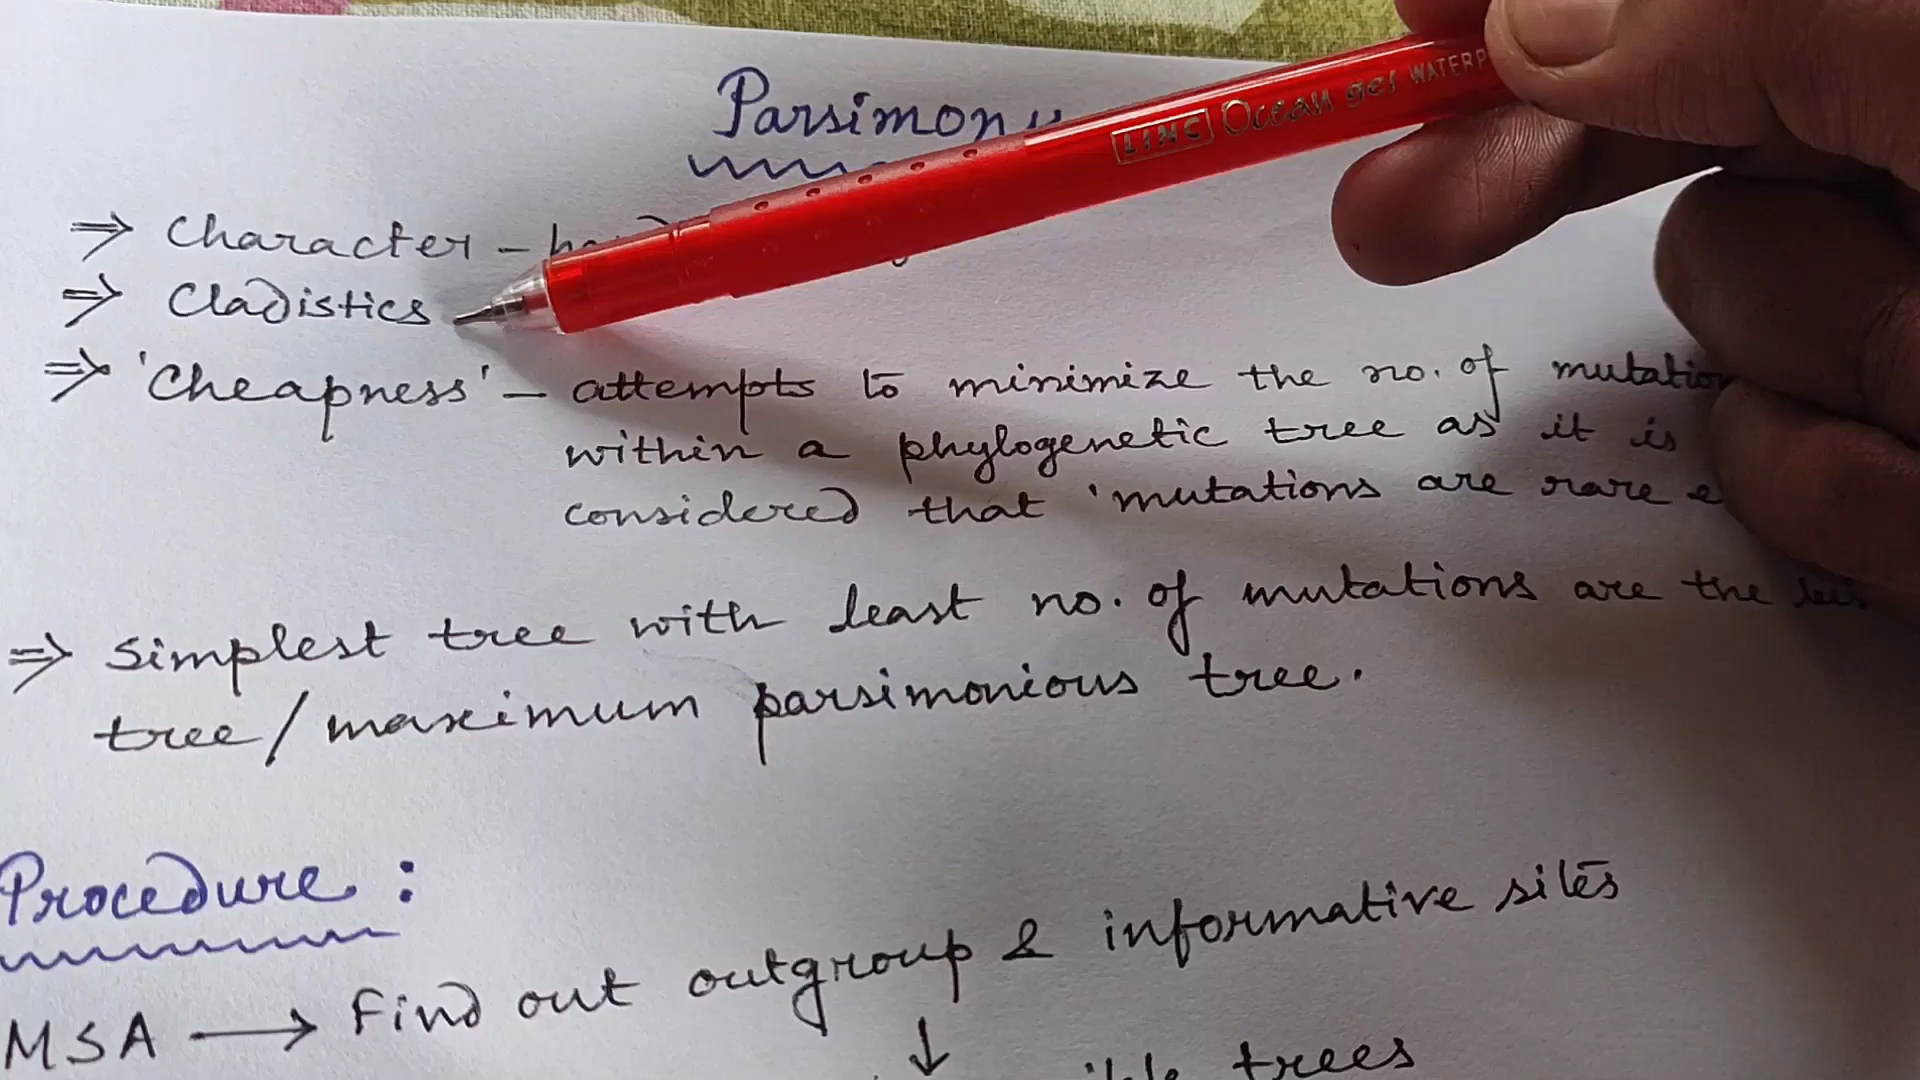 Parsimony
LINC Ocean gel WATERP
⇒ Character –
⇒ Cladistics
⇒ 'Cheapness' – attempts to minimize the no. of mutation
within a phylogenetic tree as it is
considered that 'mutations are rare e
⇒ Simplest tree with least no. of mutations are the
tree / maximum parsimonious tree.
Procedure :
MSA → Find out outgroup & informative sites
↓
trees